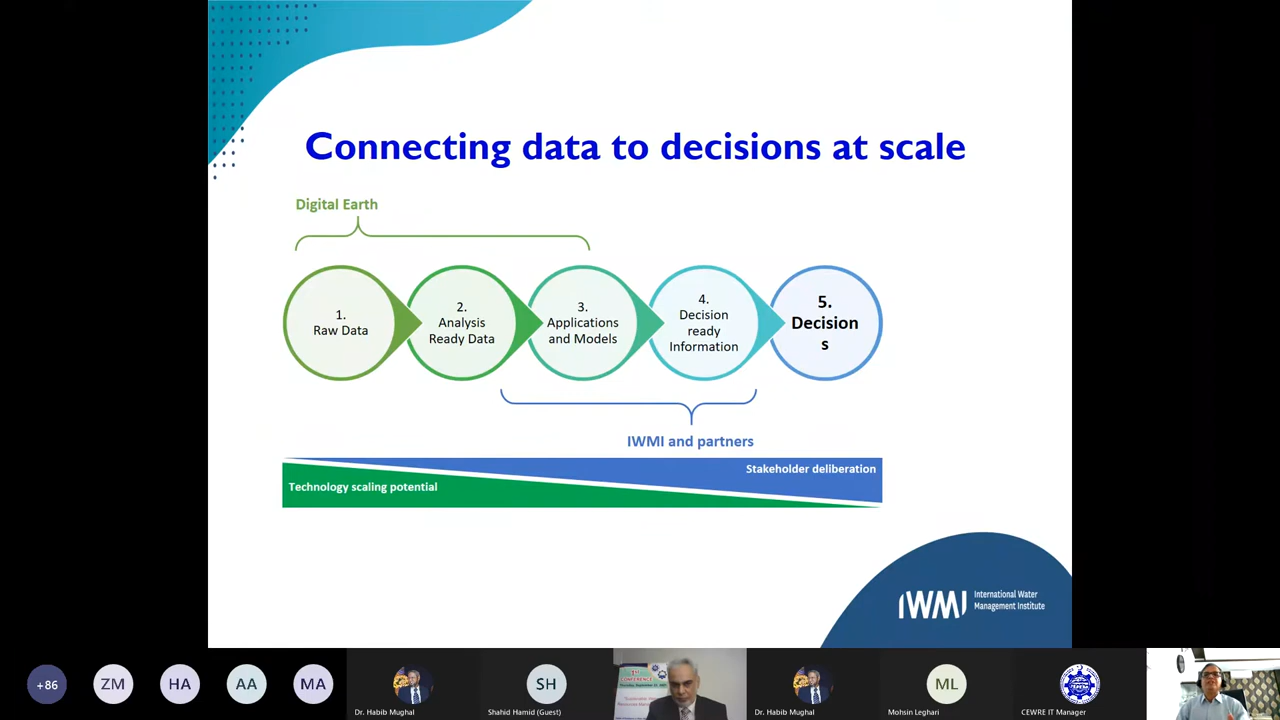 Connecting data to decisions at scale
Digital Earth
1.
Raw Data
2.
Analysis
Ready Data
3.
Applications
and Models
4.
Decision
ready
Information
5.
Decision
s
IWMI and partners
Stakeholder deliberation
Technology scaling potential
IWMI
International Water
Management Institute
+86
ZM
HA
AA
MA
SH
ML
Dr. Habib Mughal
Shahid Hamid (Guest)
Dr. Habib Mughal
Mohsin Leghari
CEWRE IT Manager
CONFERENCE